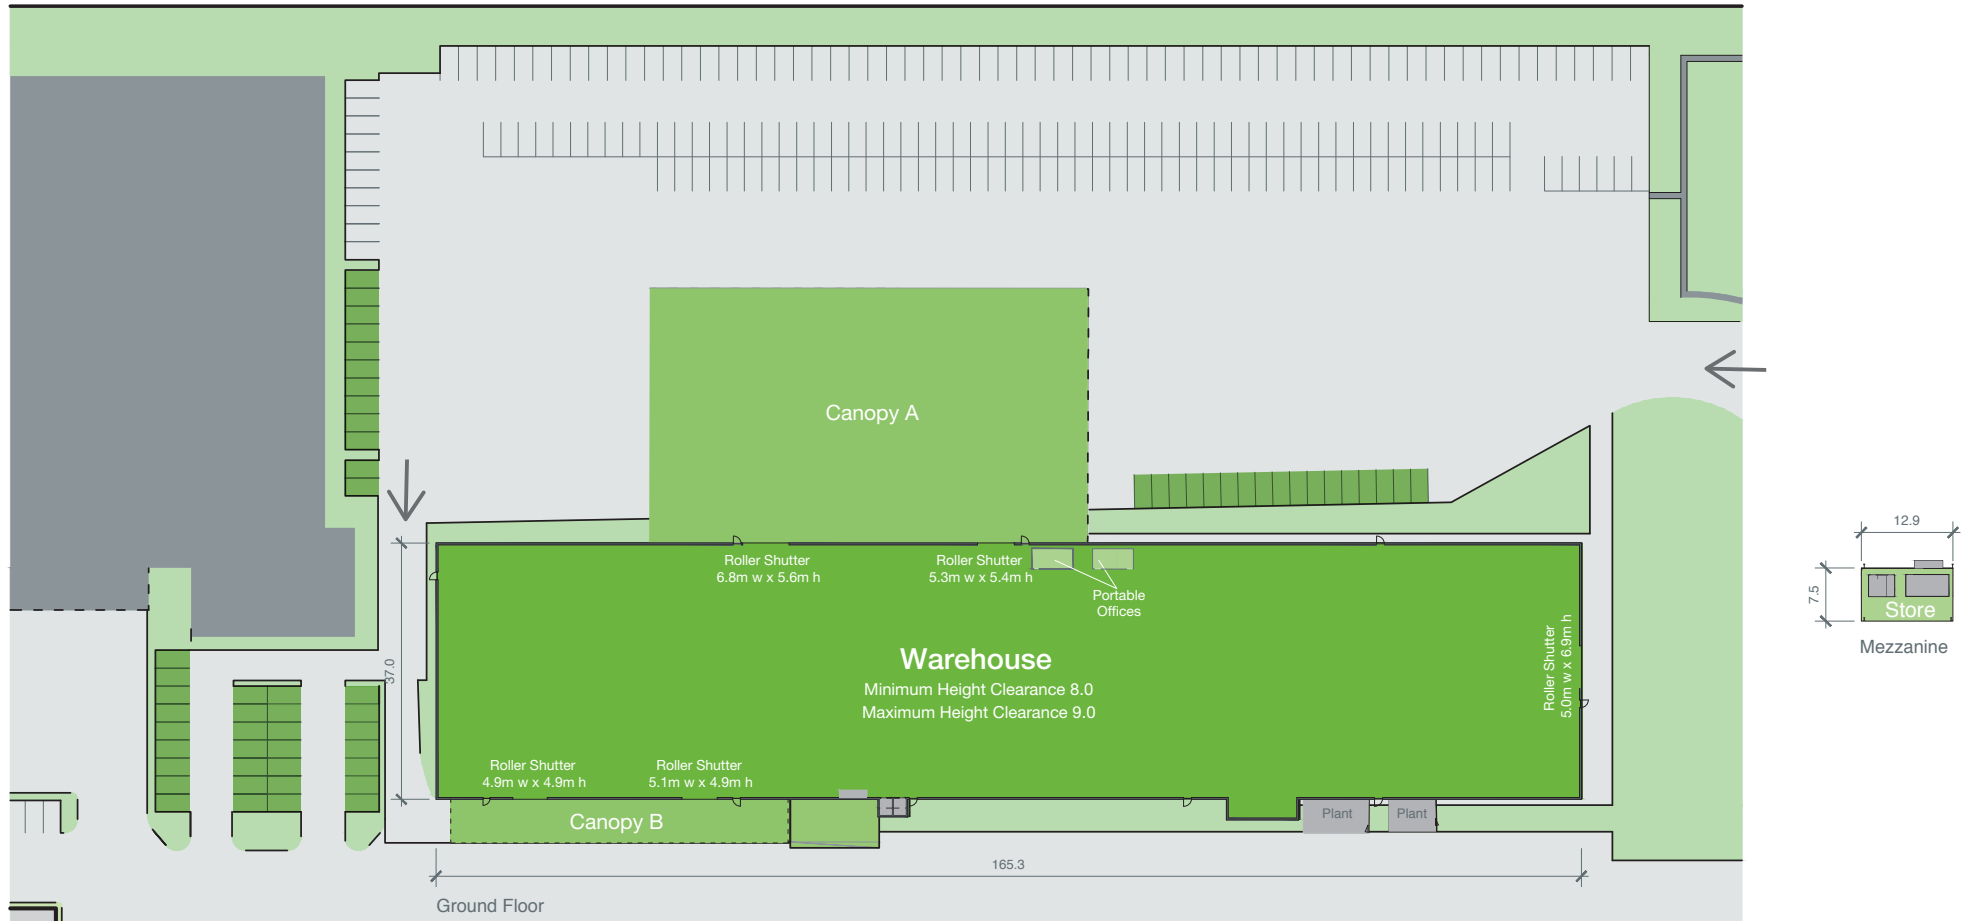 Canopy A
12.9
Roller Shutter
6.8m w x 5.6m h
Roller Shutter
5.3m w x 5.4m h
Portable
Offices
7.5
Store
Mezzanine
37.0
Warehouse
Minimum Height Clearance 8.0
Maximum Height Clearance 9.0
Roller Shutter
5.0m w x 6.9m h
Roller Shutter
4.9m w x 4.9m h
Roller Shutter
5.1m w x 4.9m h
Canopy B
Plant
Plant
165.3
Ground Floor